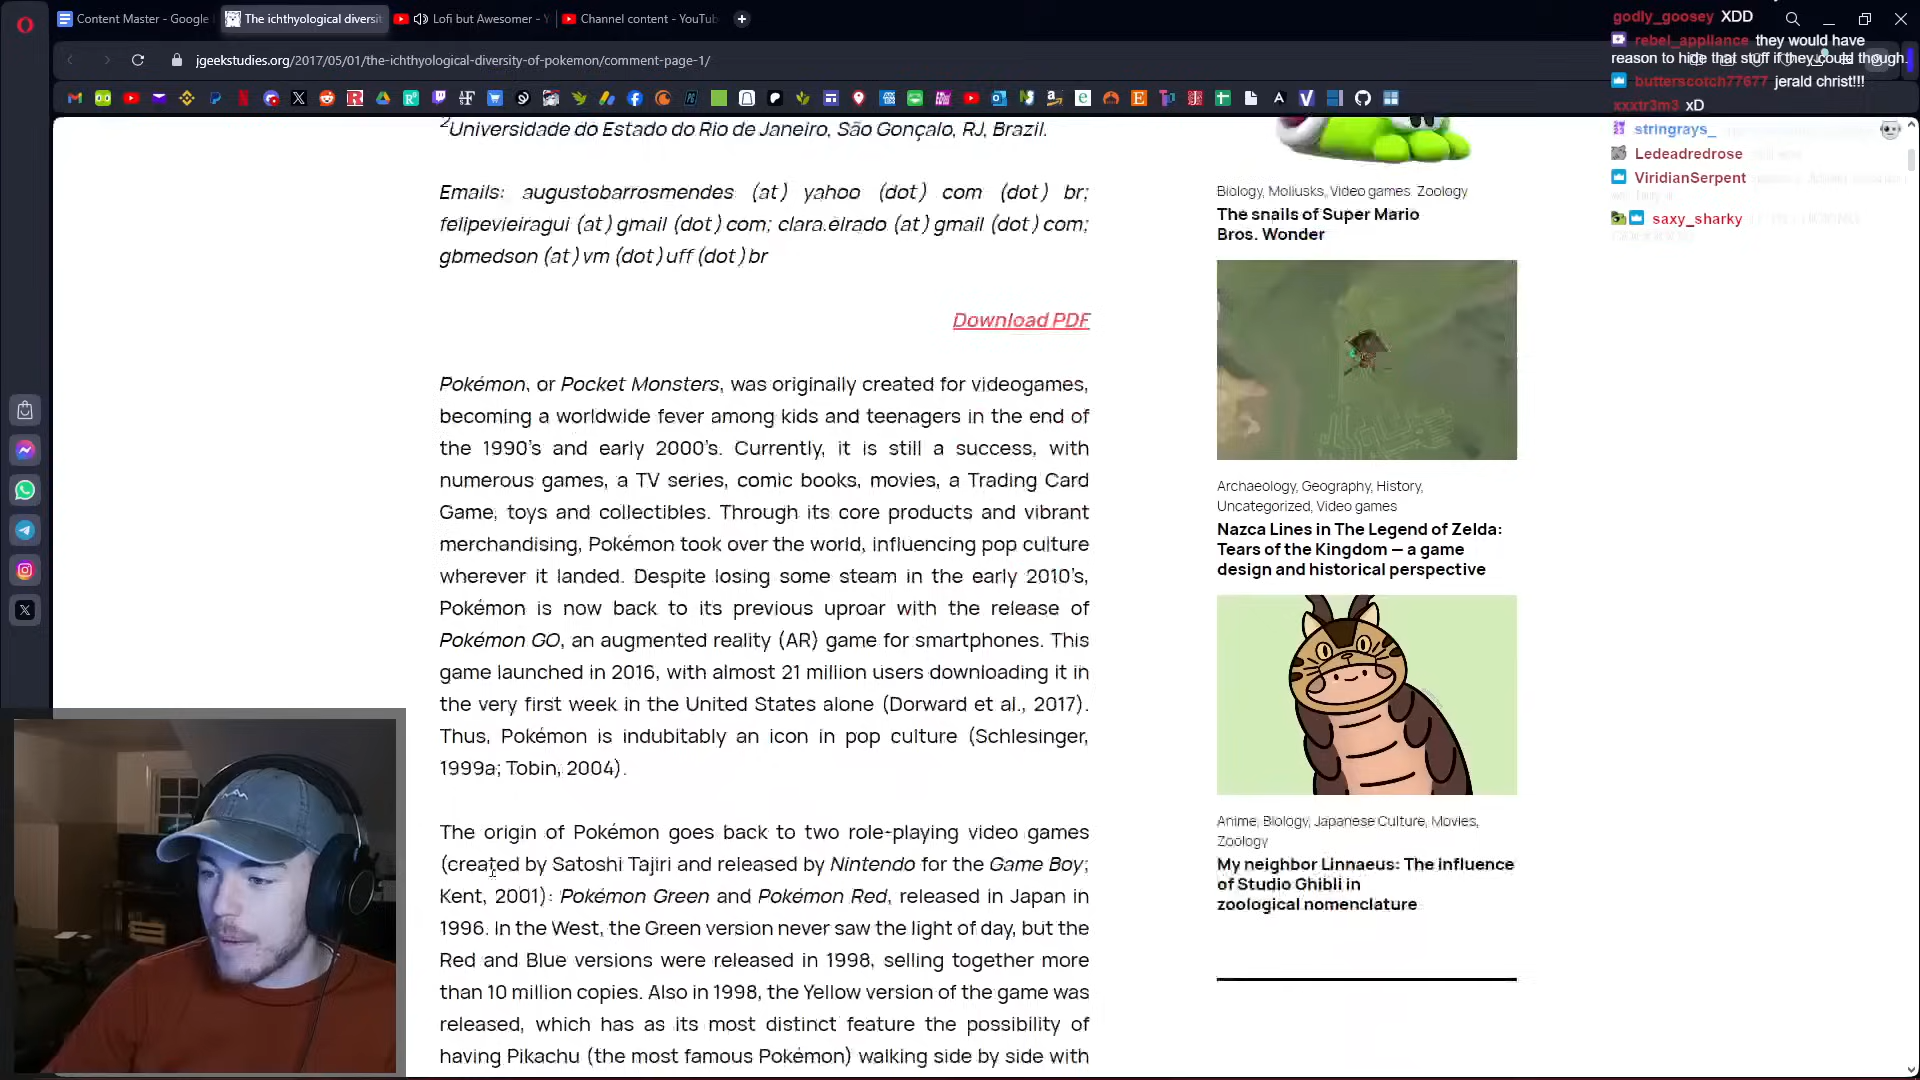 Content Master - Google
The ichthyological diversi
Lofi but Awesomer -
Channel content - YouTub
jgeekstudies.org/2017/05/01/the-ichthyological-diversity-of-pokemon/comment-page-1/
godly_goosey XDD
rebel_appliance they would have
reason to hide that stuff if they could though.
butterscotch77677 jerald christ!!!
xxxtr3m3 xD
stringrays_
Ledeadredrose
ViridianSerpent
saxy_sharky
2Universidade do Estado do Rio de Janeiro, São Gonçalo, RJ, Brazil.
Emails: augustobarrosmendes (at) yahoo (dot) com (dot) br;
felipevieiragui (at) gmail (dot) com; clara.elrado (at) gmail (dot) com;
gbmedson (at) vm (dot) uff (dot) br
Download PDF
Pokémon, or Pocket Monsters, was originally created for videogames,
becoming a worldwide fever among kids and teenagers in the end of
the 1990's and early 2000's. Currently, it is still a success, with
numerous games, a TV series, comic books, movies, a Trading Card
Game, toys and collectibles. Through its core products and vibrant
merchandising, Pokémon took over the world, influencing pop culture
wherever it landed. Despite losing some steam in the early 2010's,
Pokémon is now back to its previous uproar with the release of
Pokémon GO, an augmented reality (AR) game for smartphones. This
game launched in 2016, with almost 21 million users downloading it in
the very first week in the United States alone (Dorward et al., 2017).
Thus, Pokémon is indubitably an icon in pop culture (Schlesinger,
1999a; Tobin, 2004).
The origin of Pokémon goes back to two role-playing video games
(created by Satoshi Tajiri and released by Nintendo for the Game Boy;
Kent, 2001): Pokémon Green and Pokémon Red, released in Japan in
1996. In the West, the Green version never saw the light of day, but the
Red and Blue versions were released in 1998, selling together more
than 10 million copies. Also in 1998, the Yellow version of the game was
released, which has as its most distinct feature the possibility of
having Pikachu (the most famous Pokémon) walking side by side with
Biology, Mollusks, Video games, Zoology
The snails of Super Mario
Bros. Wonder
Archaeology, Geography, History,
Uncategorized, Video games
Nazca Lines in The Legend of Zelda:
Tears of the Kingdom — a game
design and historical perspective
Anime, Biology, Japanese Culture, Movies,
Zoology
My neighbor Linnaeus: The influence
of Studio Ghibli in
zoological nomenclature